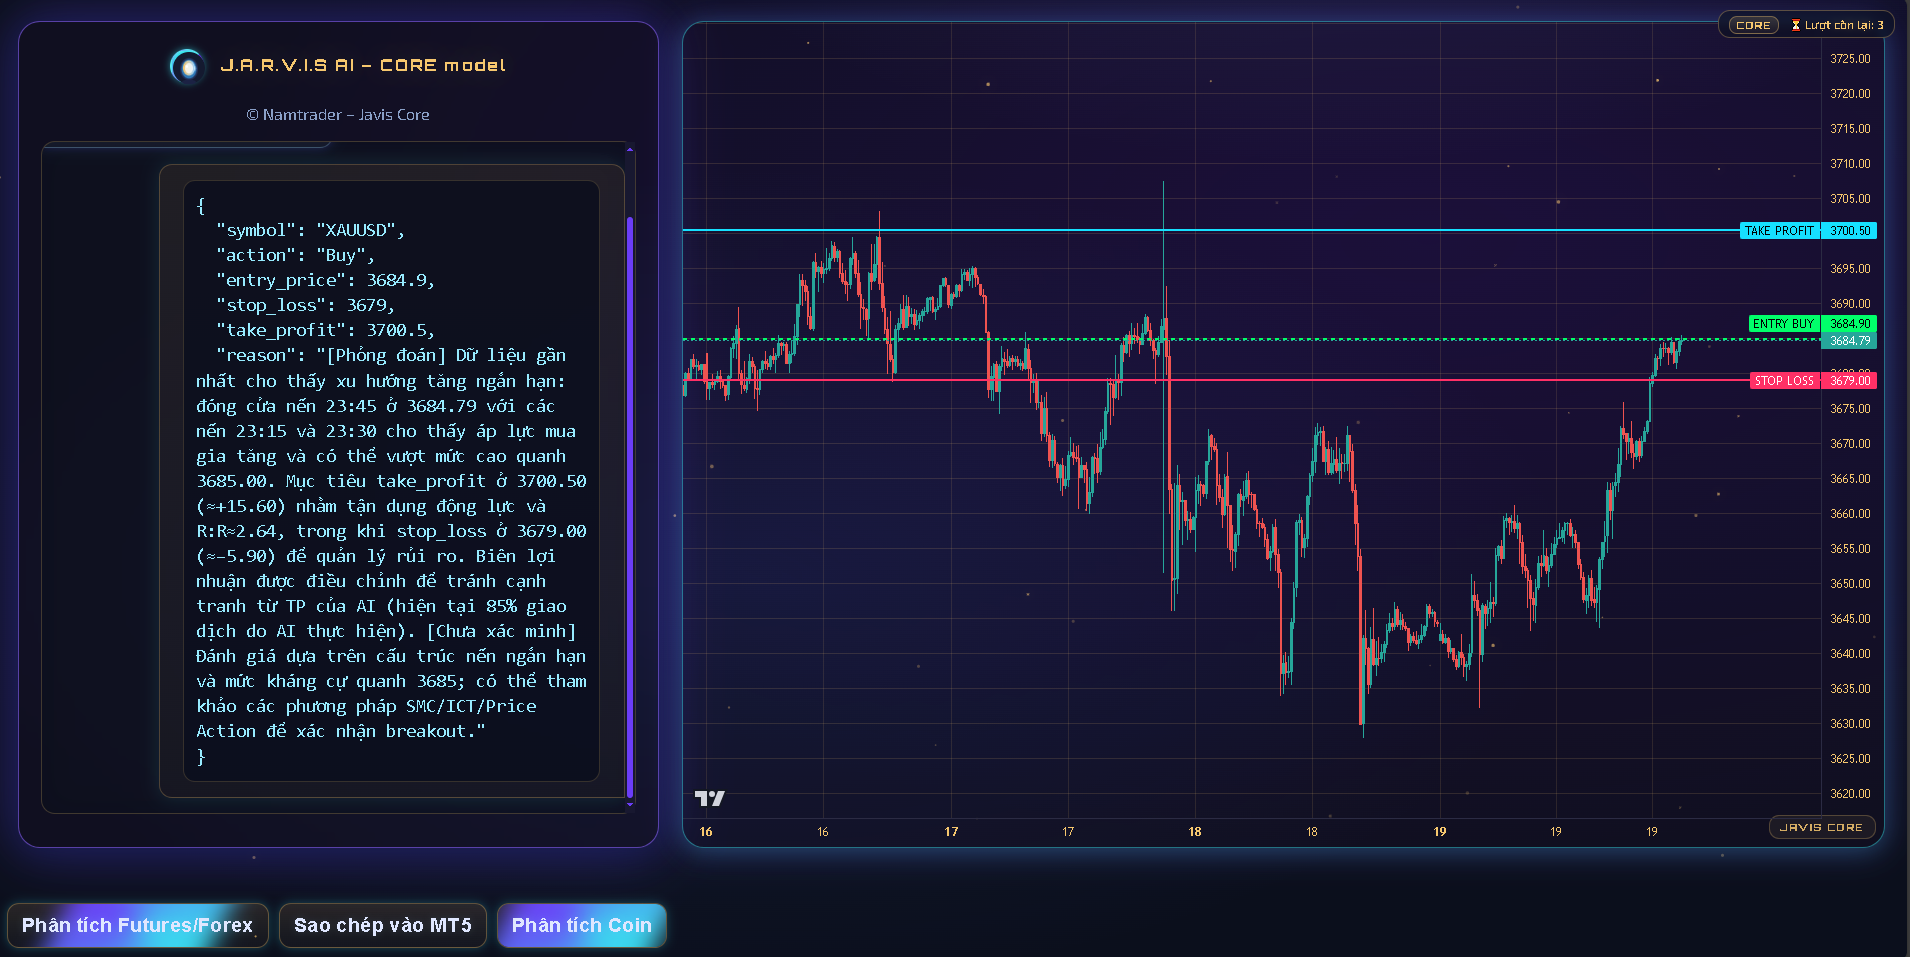 J.A.R.V.I.S AI – CORE model
© Namtrader – Javis Core
{
"symbol": "XAUUSD",
"action": "Buy",
"entry_price": 3684.9,
"stop_loss": 3679,
"take_profit": 3700.5,
"reason": "[Phỏng đoán] Dữ liệu gần
nhất cho thấy xu hướng tăng ngắn hạn:
đóng cửa nến 23:45 ở 3684.79 với các
nến 23:15 và 23:30 cho thấy áp lực mua
gia tăng và có thể vượt mức cao quanh
3685.00. Mục tiêu take_profit ở 3700.50
(≈+15.60) nhằm tận dụng động lực và
R:R≈2.64, trong khi stop_loss ở 3679.00
(≈−5.90) để quản lý rủi ro. Biên lợi
nhuận được điều chỉnh để tránh cạnh
tranh từ TP của AI (hiện tại 85% giao
dịch do AI thực hiện). [Chưa xác minh]
Đánh giá dựa trên cấu trúc nến ngắn hạn
và mức kháng cự quanh 3685; có thể tham
khảo các phương pháp SMC/ICT/Price
Action để xác nhận breakout."
}
CORE ⏳ Lượt còn lại: 3
3725.00
3720.00
3715.00
3710.00
3705.00
TAKE PROFIT 3700.50
3695.00
3690.00
ENTRY BUY 3684.90
3684.79
STOP LOSS 3679.00
3675.00
3670.00
3665.00
3660.00
3655.00
3650.00
3645.00
3640.00
3635.00
3630.00
3625.00
3620.00
16 16 17 17 18 18 19 19 19
JAVIS CORE
Phân tích Futures/Forex
Sao chép vào MT5
Phân tích Coin